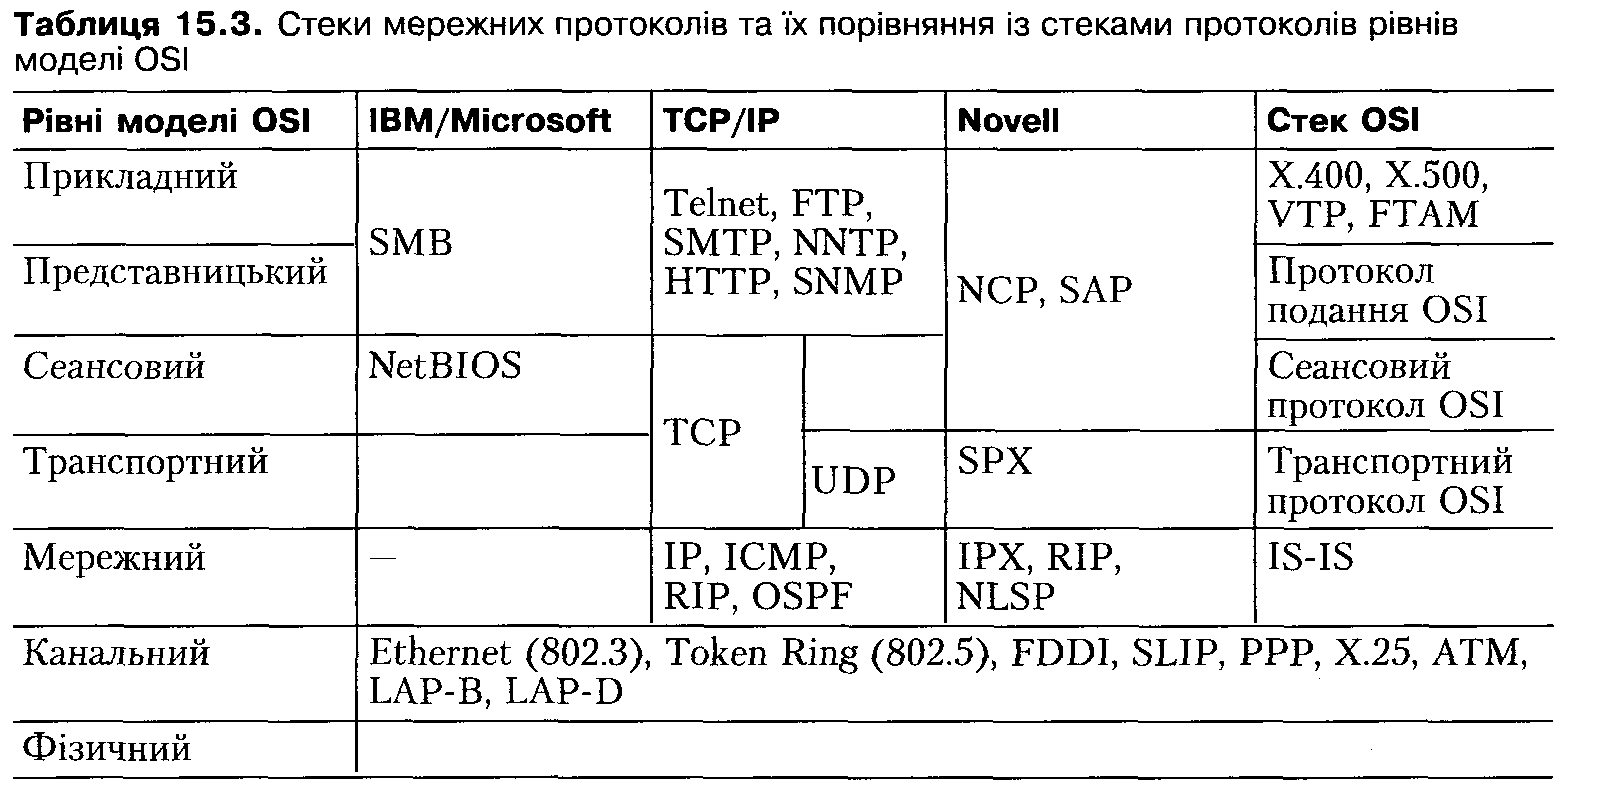 Таблиця 15.3. Стеки мережних протоколів та їх порівняння із стеками протоколів рівнів
моделі OSI
Рівні моделі OSI IBM/Microsoft TCP/IP Novell Стек OSI
Прикладний
SMB
Telnet, FTP,
SMTP, NNTP,
HTTP, SNMP
NCP, SAP
X.400, X.500,
VTP, FTAM
Представницький
Протокол
подання OSI
Сеансовий
NetBIOS
TCP
Сеансовий
протокол OSI
Транспортний
UDP
SPX
Транспортний
протокол OSI
Мережний
–
IP, ICMP,
RIP, OSPF
IPX, RIP,
NLSP
IS-IS
Канальний
Ethernet (802.3), Token Ring (802.5), FDDI, SLIP, PPP, X.25, ATM,
LAP-B, LAP-D
Фізичний